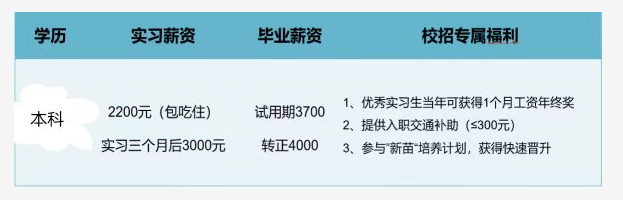 学历 实习薪资 毕业薪资 校招专属福利
本科
2200元（包吃住）
实习三个月后3000元
试用期3700
转正4000
1、优秀实习生当年可获得1个月工资年终奖
2、提供入职交通补助（≤300元）
3、参与"新苗"培养计划，获得快速晋升